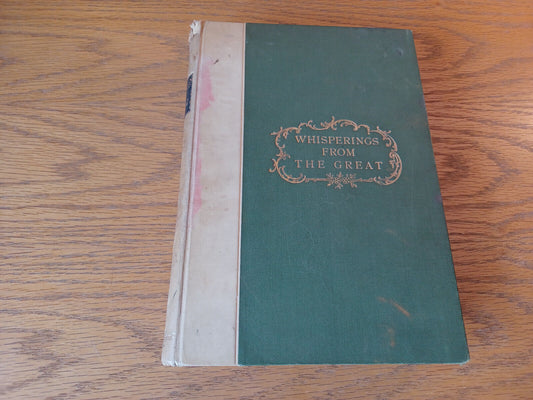 WHISPERINGS
FROM
THE GREAT